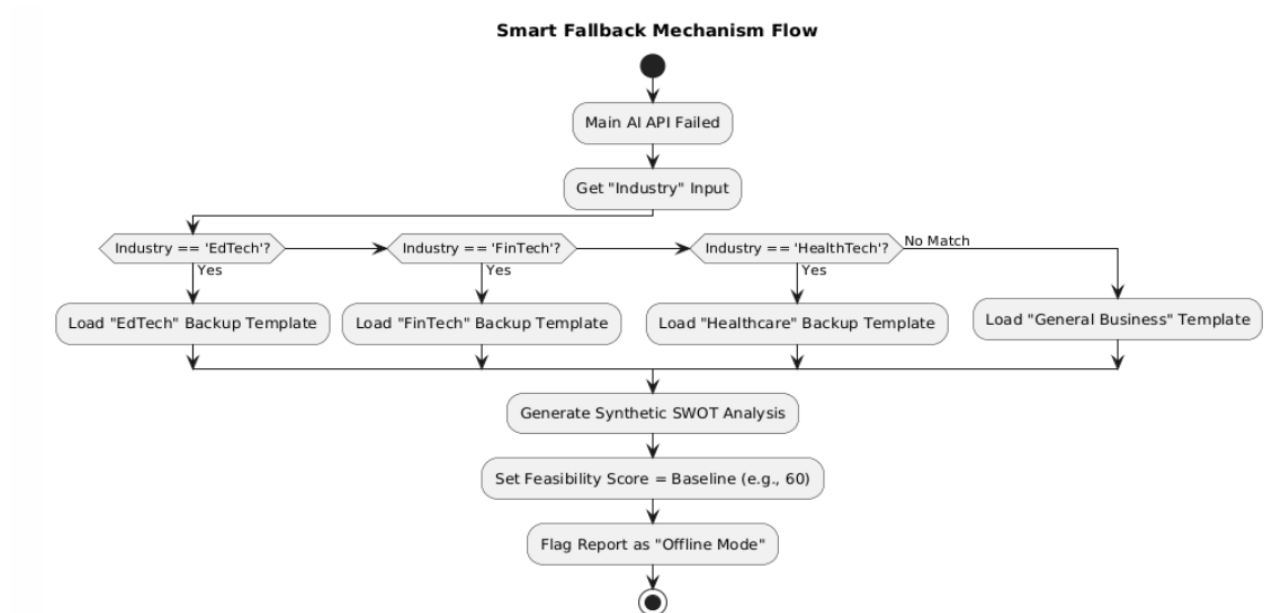 Smart Fallback Mechanism Flow
Main AI API Failed
Get "Industry" Input
Industry == 'EdTech'?
Industry == 'FinTech'?
Industry == 'HealthTech'?
No Match
Yes
Yes
Yes
Load "EdTech" Backup Template
Load "FinTech" Backup Template
Load "Healthcare" Backup Template
Load "General Business" Template
Generate Synthetic SWOT Analysis
Set Feasibility Score = Baseline (e.g., 60)
Flag Report as "Offline Mode"